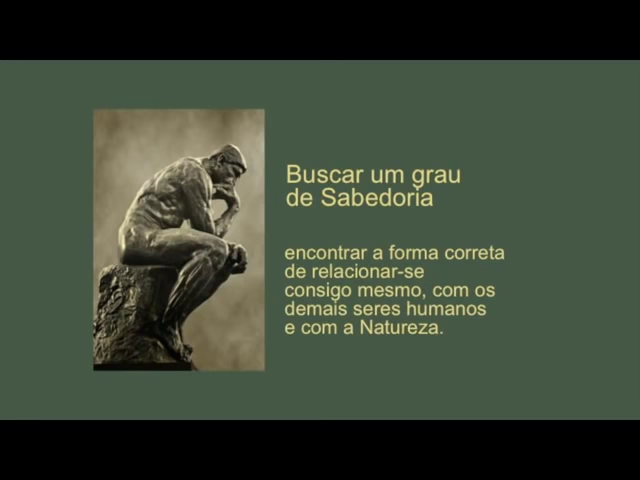 Buscar um grau
de Sabedoria
encontrar a forma correta
de relacionar-se
consigo mesmo, com os
demais seres humanos
e com a Natureza.